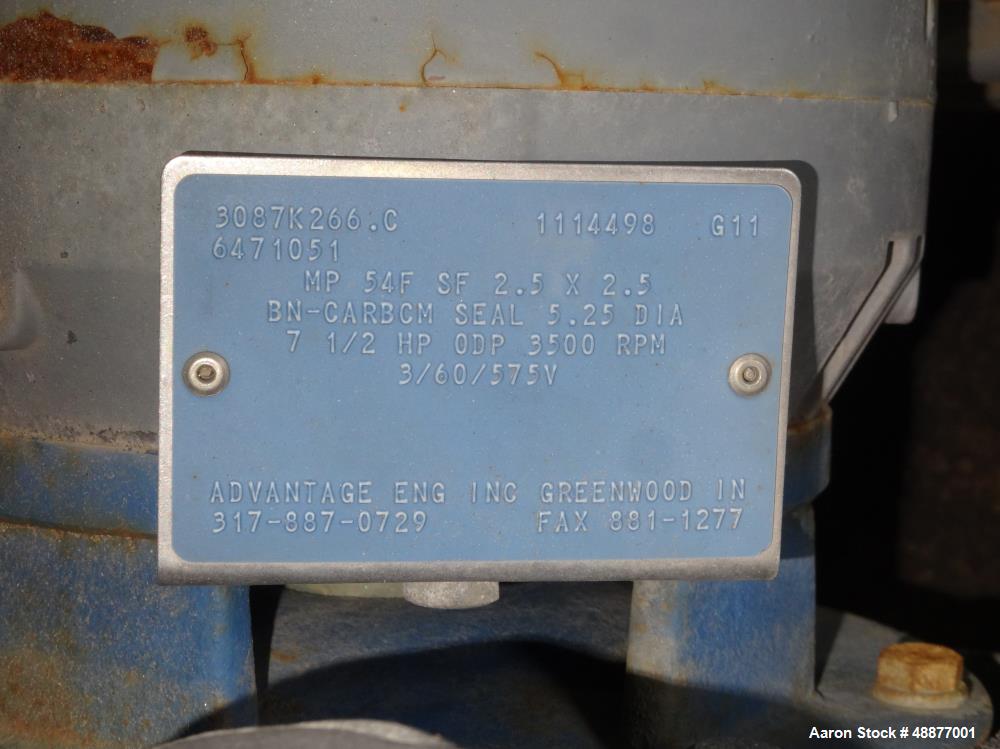 3087K266.C 1114498 G11
6471051
MP 54F SF 2.5 X 2.5
BN-CARBCM SEAL 5.25 DIA
7 1/2 HP ODP 3500 RPM
3/60/575V
ADVANTAGE ENG INC GREENWOOD IN
317-887-0729 FAX 881-1277
Aaron Stock # 48877001